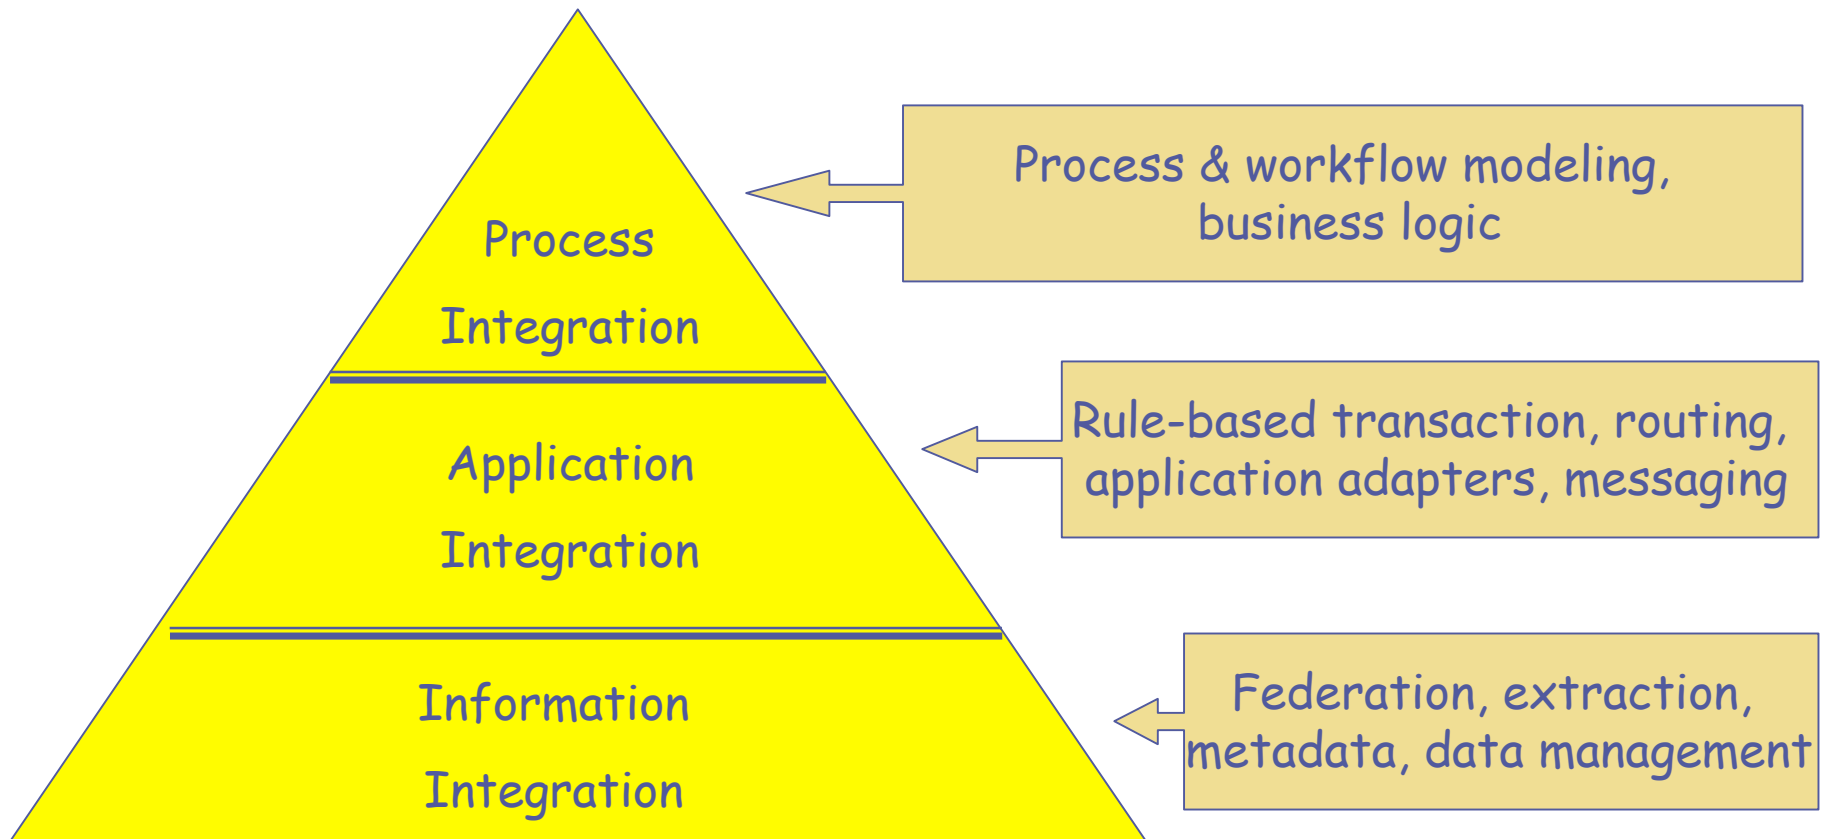 Process
Integration
Process & workflow modeling,
business logic
Application
Integration
Rule-based transaction, routing,
application adapters, messaging
Information
Integration
Federation, extraction,
metadata, data management